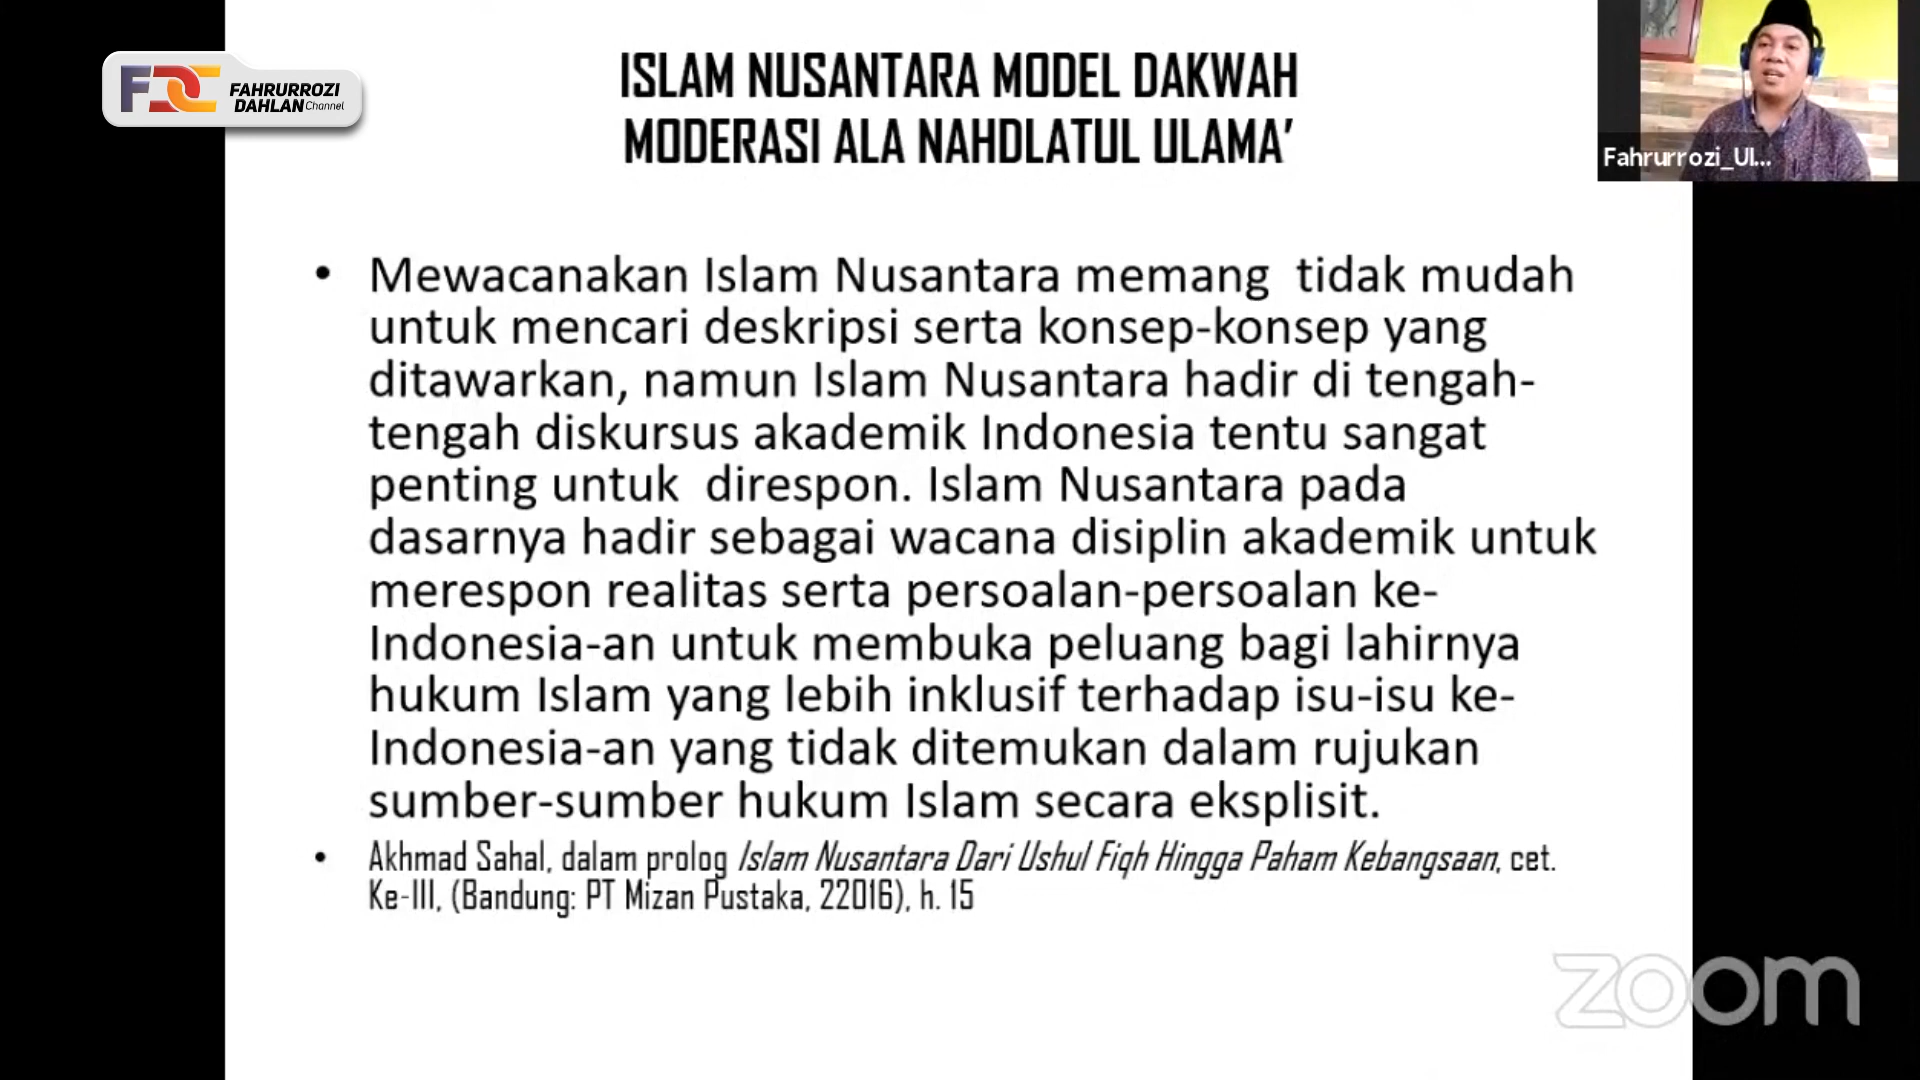 FDC FAHRURROZI
DAHLAN Channel
ISLAM NUSANTARA MODEL DAKWAH
MODERASI ALA NAHDLATUL ULAMA’
Fahrurrozi_UI...
• Mewacanakan Islam Nusantara memang  tidak mudah
untuk mencari deskripsi serta konsep-konsep yang
ditawarkan, namun Islam Nusantara hadir di tengah-
tengah diskursus akademik Indonesia tentu sangat
penting untuk  direspon. Islam Nusantara pada
dasarnya hadir sebagai wacana disiplin akademik untuk
merespon realitas serta persoalan-persoalan ke-
Indonesia-an untuk membuka peluang bagi lahirnya
hukum Islam yang lebih inklusif terhadap isu-isu ke-
Indonesia-an yang tidak ditemukan dalam rujukan
sumber-sumber hukum Islam secara eksplisit.
• Akhmad Sahal, dalam prolog Islam Nusantara Dari Ushul Fiqh Hingga Paham Kebangsaan, cet.
Ke-III, (Bandung: PT Mizan Pustaka, 22016), h. 15
zoom